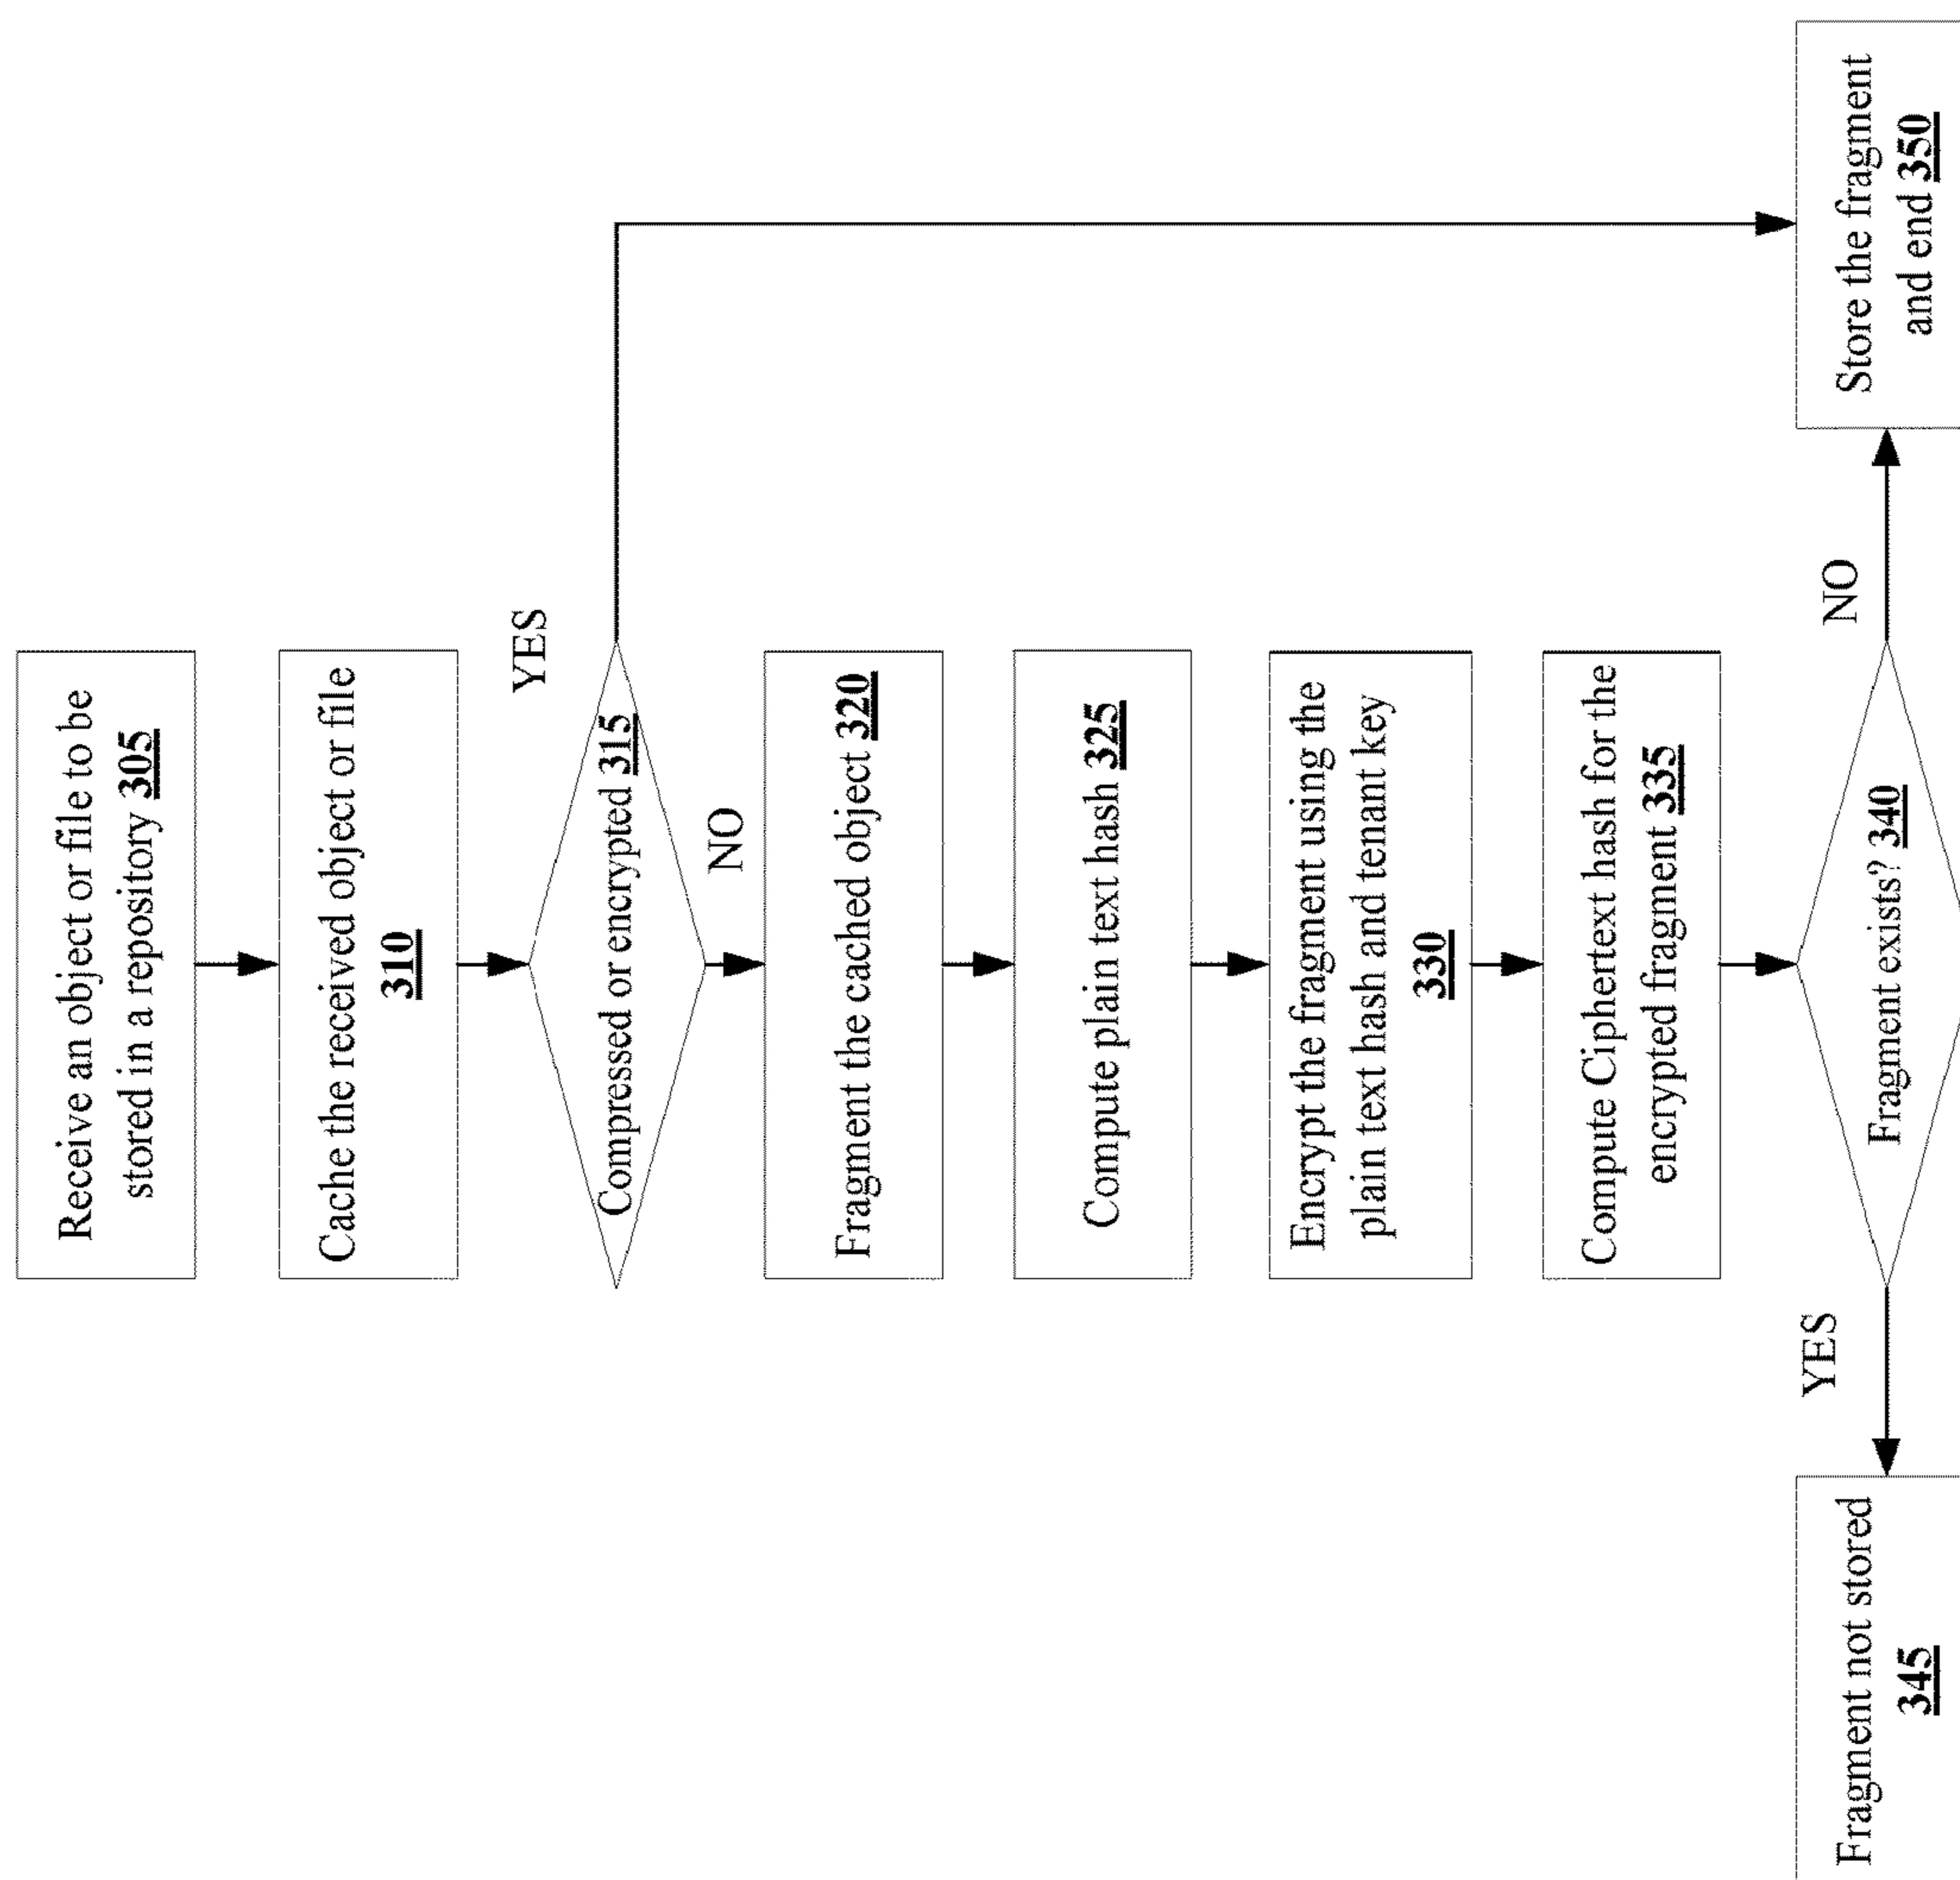 Receive an object or file to be
stored in a repository 305
Cache the received object or file
310
Compressed or encrypted 315
YES
NO
Fragment the cached object 320
Compute plain text hash 325
Encrypt the fragment using the
plain text hash and tenant key
330
Compute Ciphertext hash for the
encrypted fragment 335
Fragment exists? 340
YES
NO
Fragment not stored
345
Store the fragment
and end 350